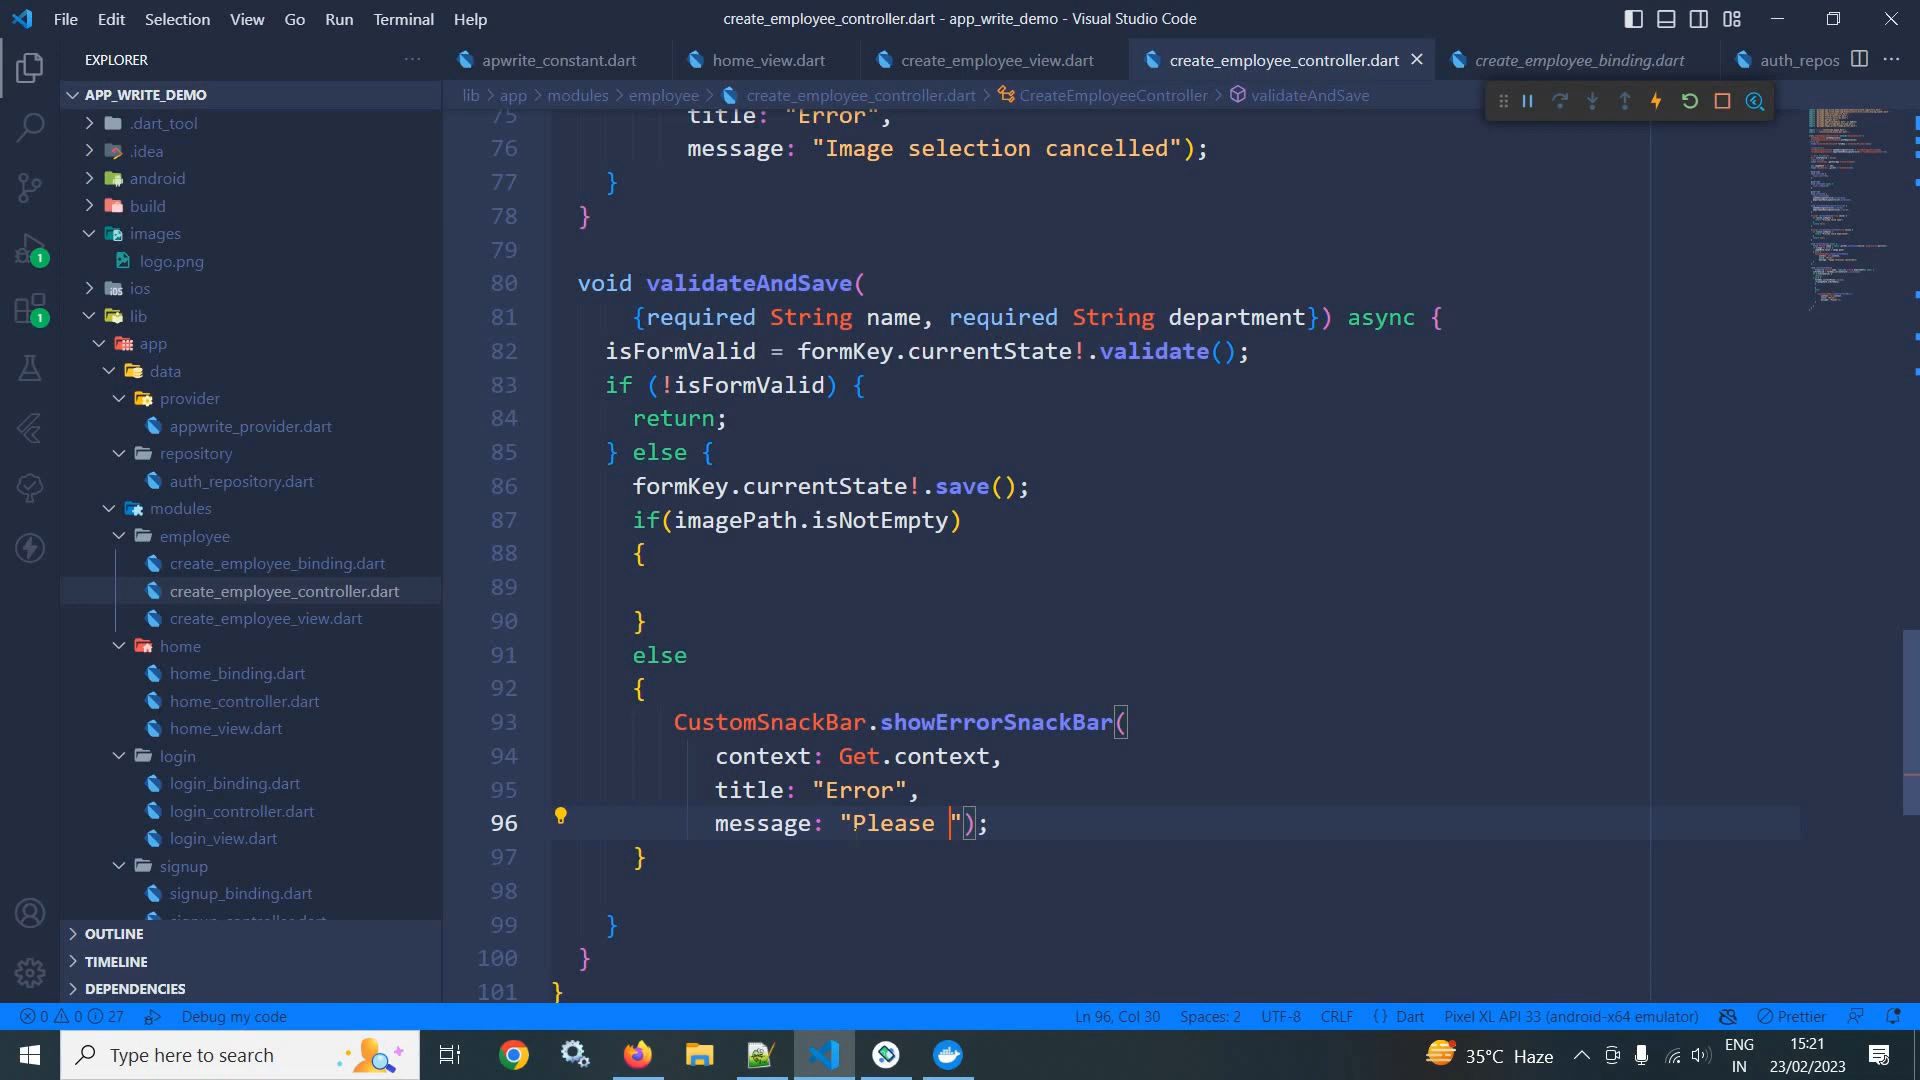 File Edit Selection View Go Run Terminal Help
create_employee_controller.dart - app_write_demo - Visual Studio Code
EXPLORER
apwrite_constant.dart
home_view.dart
create_employee_view.dart
create_employee_controller.dart
create_employee_binding.dart
auth_repos
APP_WRITE_DEMO
lib > app > modules > employee > create_employee_controller.dart > CreateEmployeeController > validateAndSave
.dart_tool
.idea
android
build
images
logo.png
ios
lib
app
data
provider
appwrite_provider.dart
repository
auth_repository.dart
modules
employee
create_employee_binding.dart
create_employee_controller.dart
create_employee_view.dart
home
home_binding.dart
home_controller.dart
home_view.dart
login
login_binding.dart
login_controller.dart
login_view.dart
signup
signup_binding.dart
signup_controller.dart
OUTLINE
TIMELINE
DEPENDENCIES
75 title: "Error",
76 message: "Image selection cancelled");
77 }
78 }
79
80 void validateAndSave(
81 {required String name, required String department}) async {
82 isFormValid = formKey.currentState!.validate();
83 if (!isFormValid) {
84 return;
85 } else {
86 formKey.currentState!.save();
87 if(imagePath.isNotEmpty)
88 {
89
90 }
91 else
92 {
93 CustomSnackBar.showErrorSnackBar(
94 context: Get.context,
95 title: "Error",
96 message: "Please ");
97 }
98
99 }
100 }
101 }
0 0 27 Debug my code
Ln 96, Col 30 Spaces: 2 UTF-8 CRLF {} Dart Pixel XL API 33 (android-x64 emulator) Prettier
Type here to search
35°C Haze
ENG
IN
15:21
23/02/2023
1
1